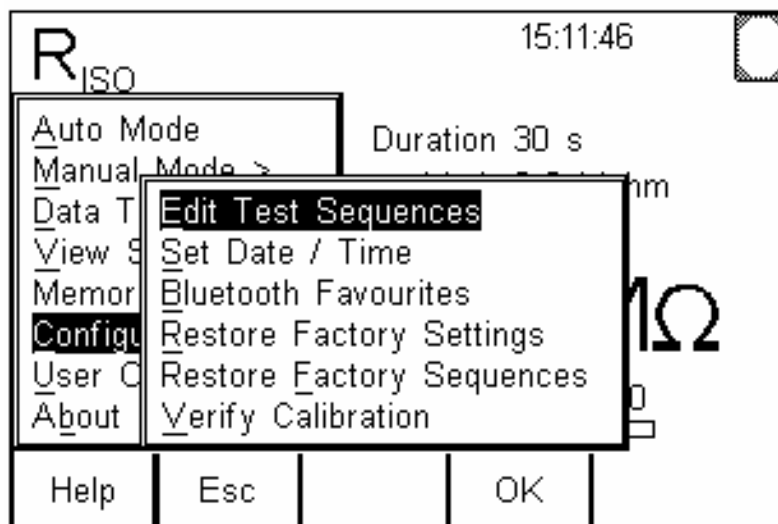 RISO
15:11:46
Duration 30 s
Auto Mode
Manual Mode >
Data T
View S
Memor
Configu
User C
About
Edit Test Sequences
Set Date / Time
Bluetooth Favourites
Restore Factory Settings
Restore Factory Sequences
Verify Calibration
MΩ
Help
Esc
OK